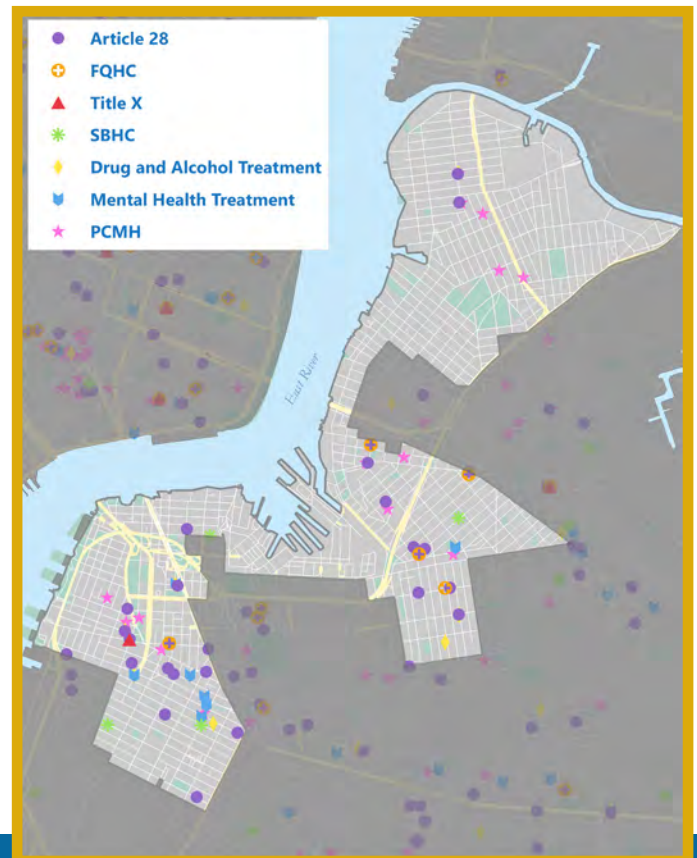 Article 28
FQHC
Title X
SBHC
Drug and Alcohol Treatment
Mental Health Treatment
PCMH
East River